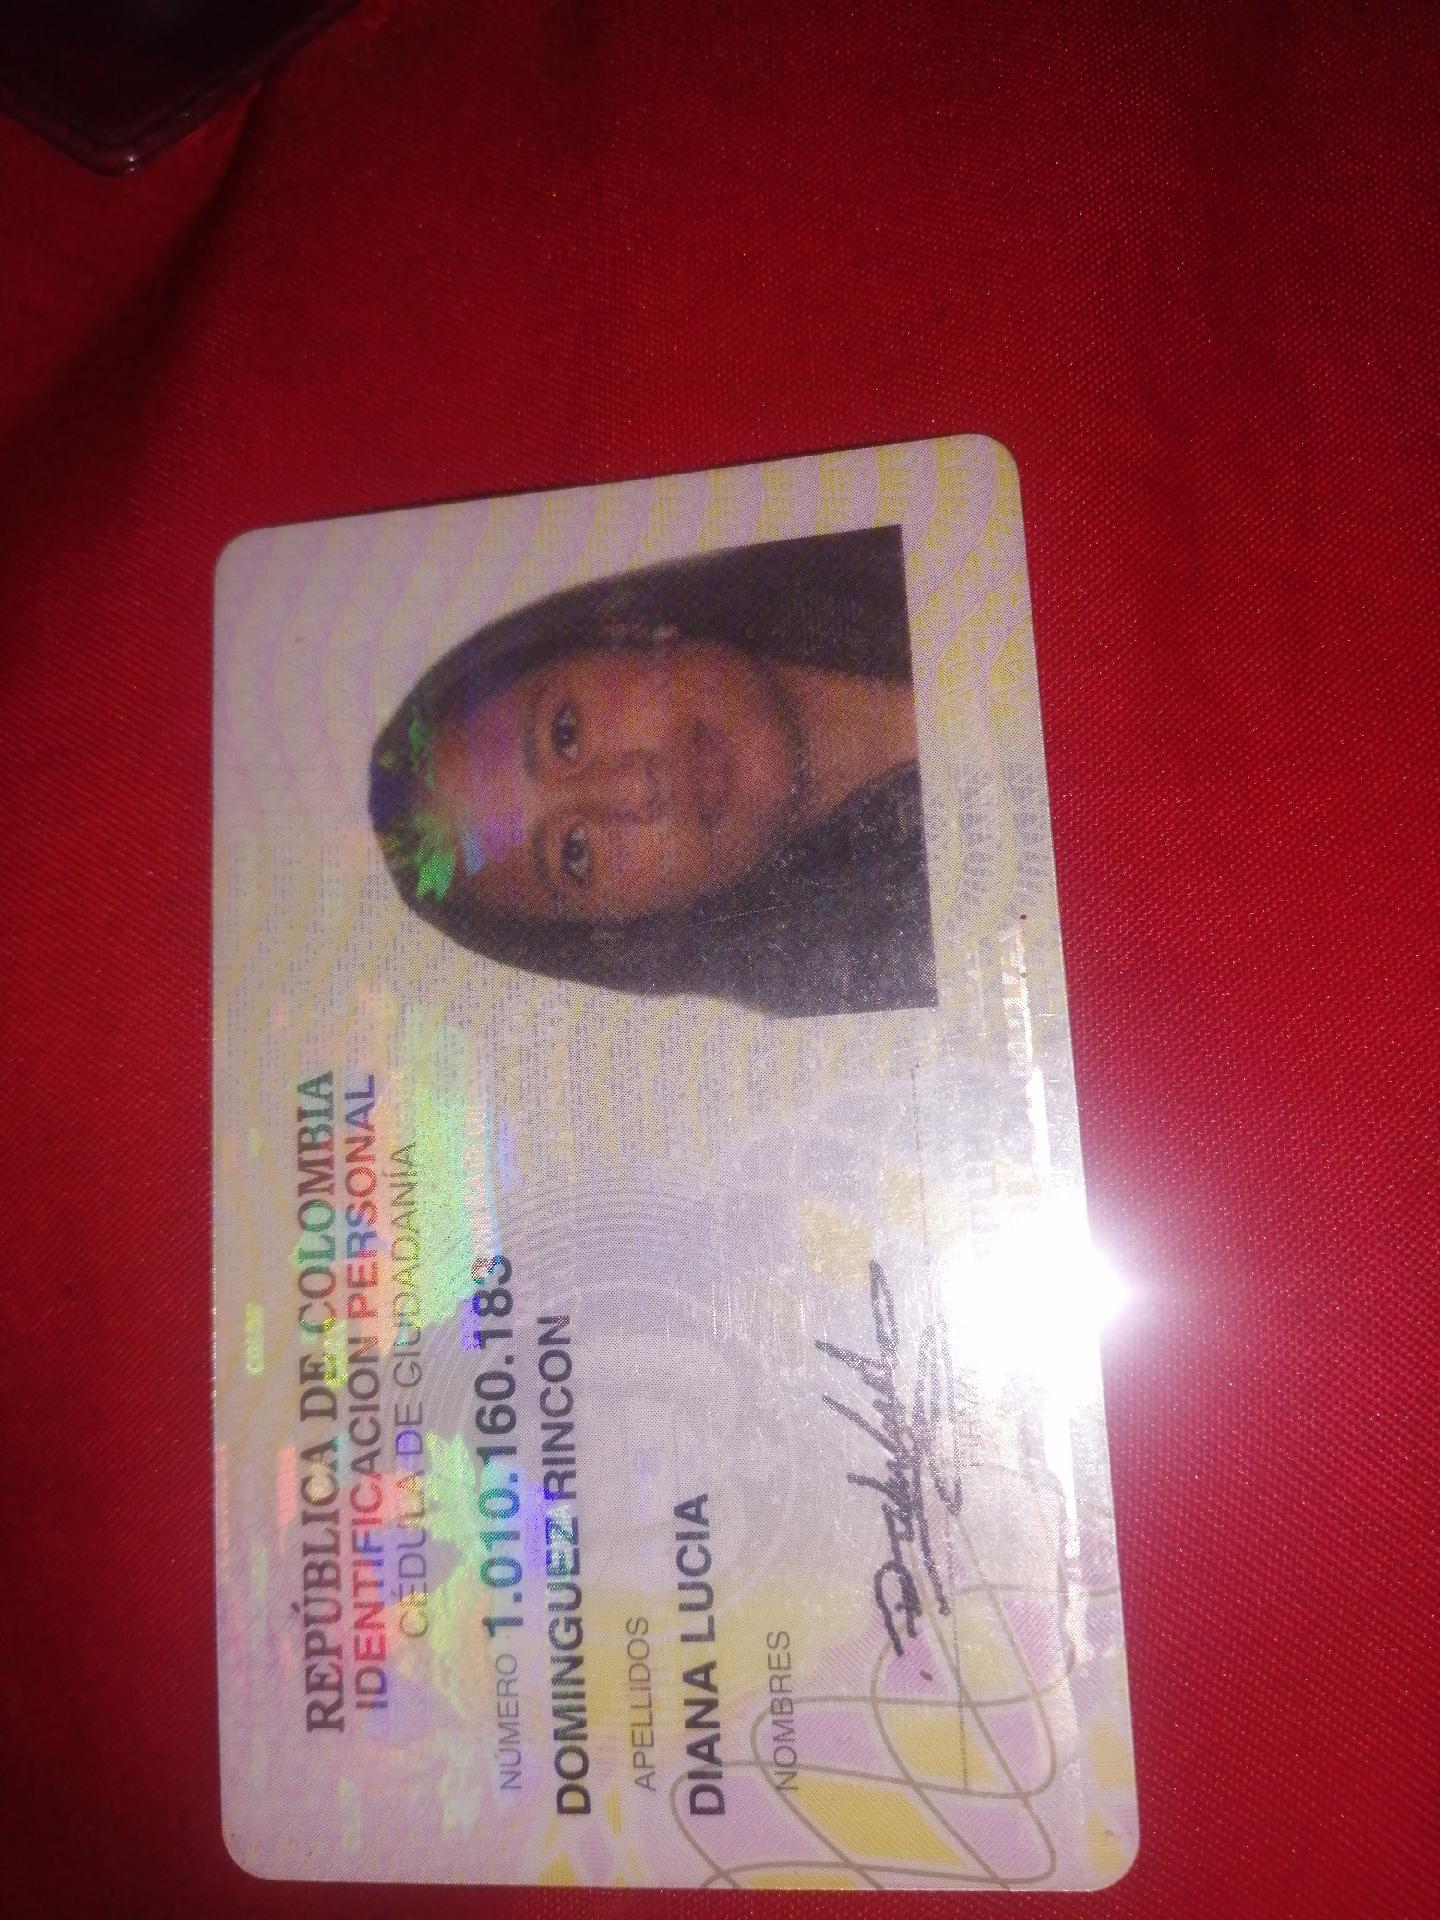 REPÚBLICA DE COLOMBIA
IDENTIFICACION PERSONAL
CÉDULA DE CIUDADANÍA
NÚMERO 1.010.160.183
DOMINGUEZ RINCON
APELLIDOS
DIANA LUCIA
NOMBRES
FIRMA